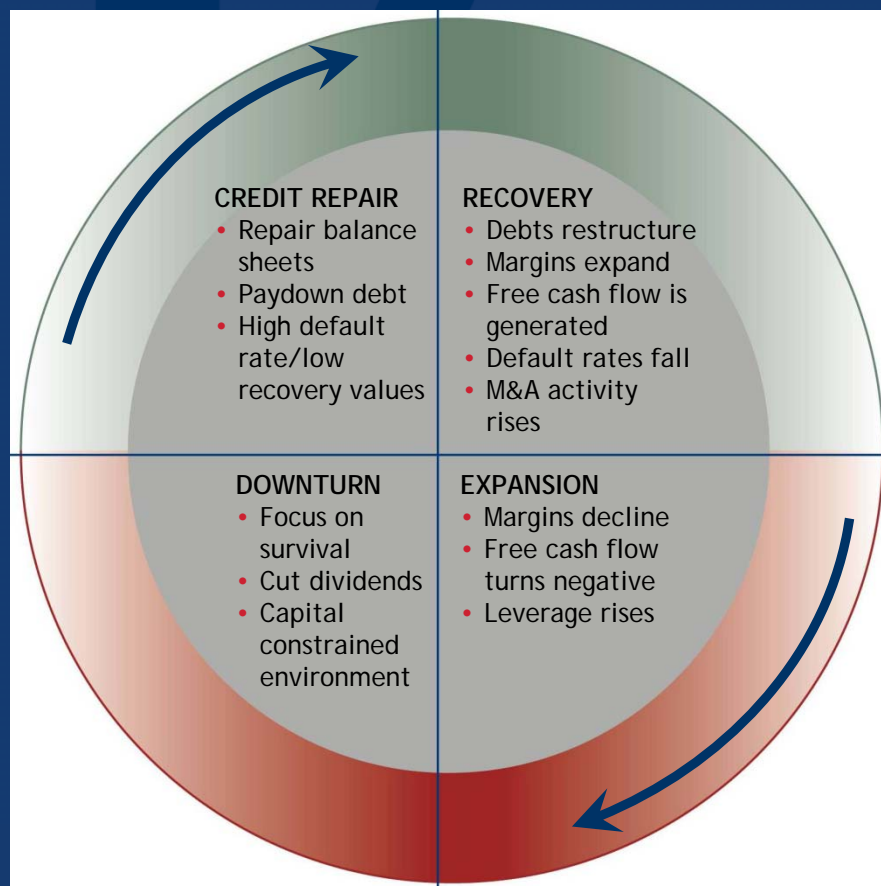 CREDIT REPAIR
• Repair balance
sheets
• Paydown debt
• High default
rate/low
recovery values
RECOVERY
• Debts restructure
• Margins expand
• Free cash flow is
generated
• Default rates fall
• M&A activity
rises
DOWNTURN
• Focus on
survival
• Cut dividends
• Capital
constrained
environment
EXPANSION
• Margins decline
• Free cash flow
turns negative
• Leverage rises